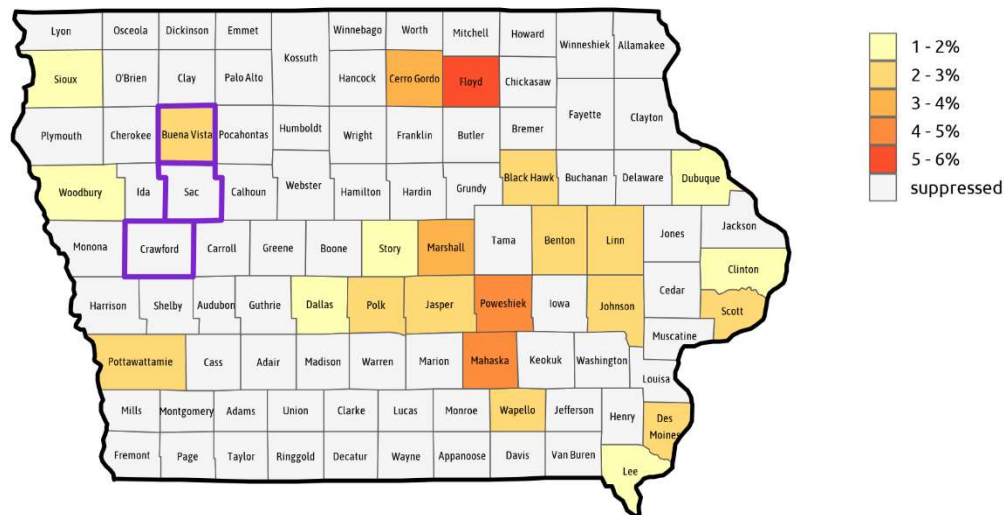 Lyon Osceola Dickinson Emmet Kossuth Winnebago Worth Mitchell Howard Winneshiek Allamakee
Sioux O'Brien Clay Palo Alto Hancock Cerro Gordo Floyd Chickasaw
Plymouth Cherokee Buena Vista Pocahontas Humboldt Wright Franklin Butler Bremer Fayette Clayton
Woodbury Ida Sac Calhoun Webster Hamilton Hardin Grundy Black Hawk Buchanan Delaware Dubuque
Monona Crawford Carroll Greene Boone Story Marshall Tama Benton Linn Jones Jackson
Clinton
Harrison Shelby Audubon Guthrie Dallas Polk Jasper Poweshiek Iowa Johnson Cedar Scott
Muscatine
Pottawattamie Cass Adair Madison Warren Marion Mahaska Keokuk Washington
Louisa
Mills Montgomery Adams Union Clarke Lucas Monroe Wapello Jefferson Henry Des
Moines
Fremont Page Taylor Ringgold Decatur Wayne Appanoose Davis Van Buren Lee
1 - 2%
2 - 3%
3 - 4%
4 - 5%
5 - 6%
suppressed